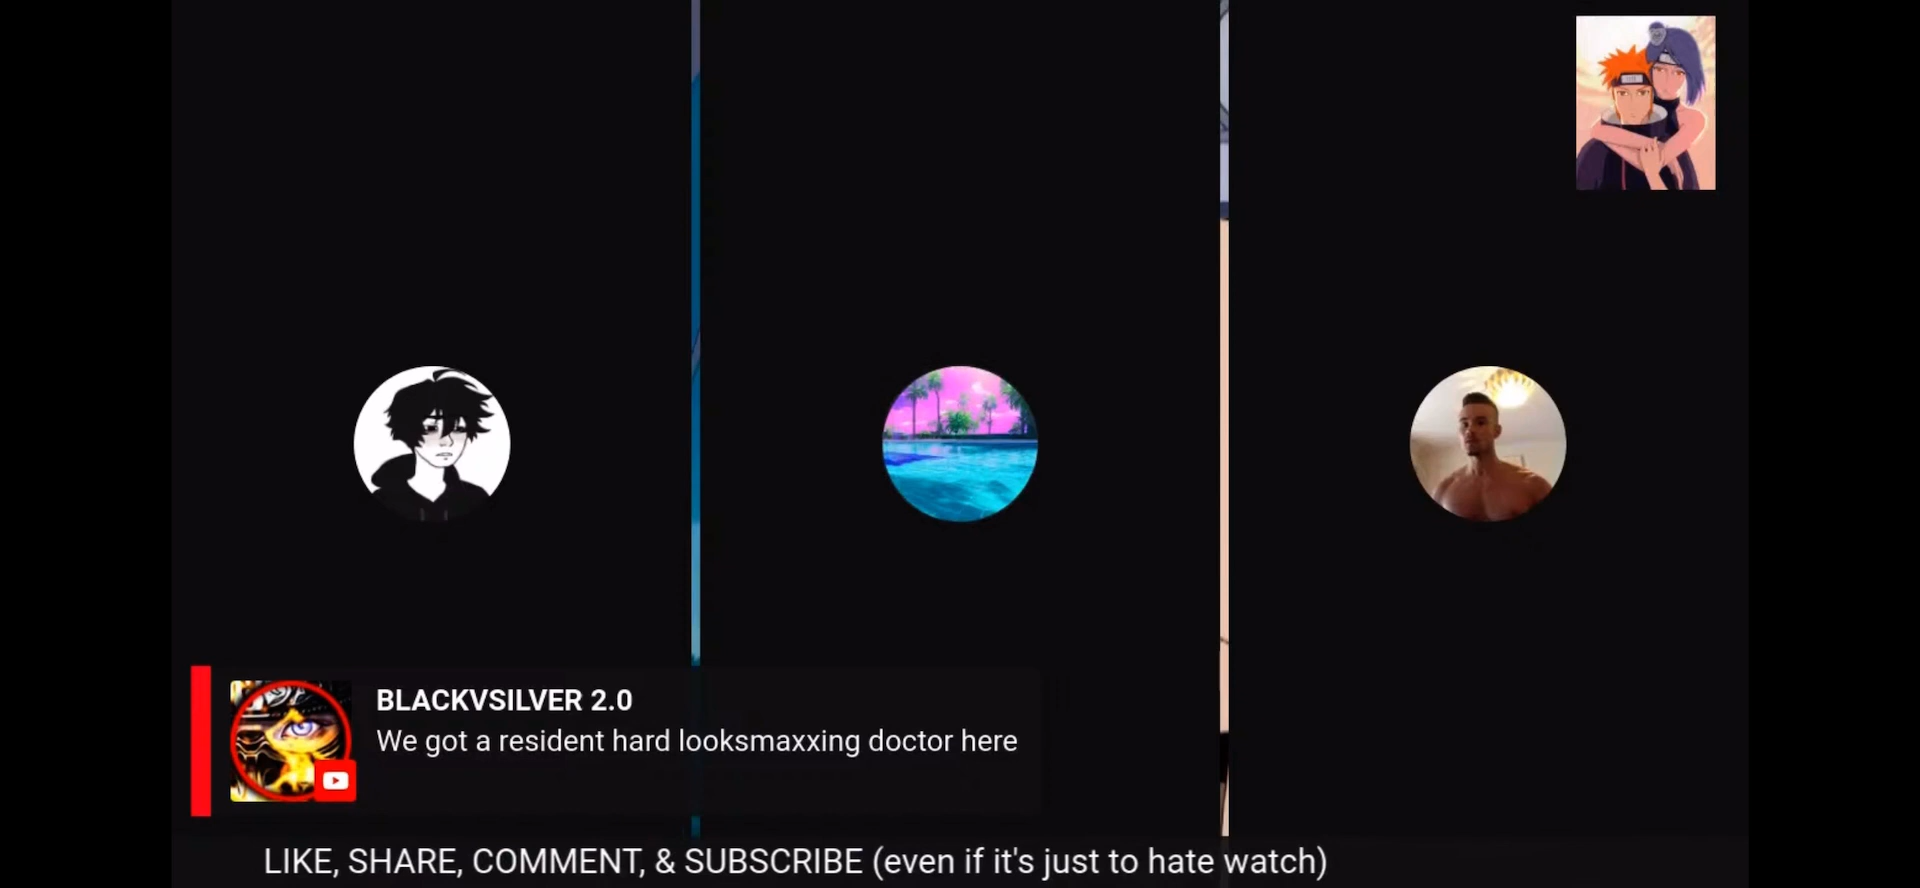 BLACKVSILVER 2.0
We got a resident hard looksmaxxing doctor here
LIKE, SHARE, COMMENT, & SUBSCRIBE (even if it's just to hate watch)